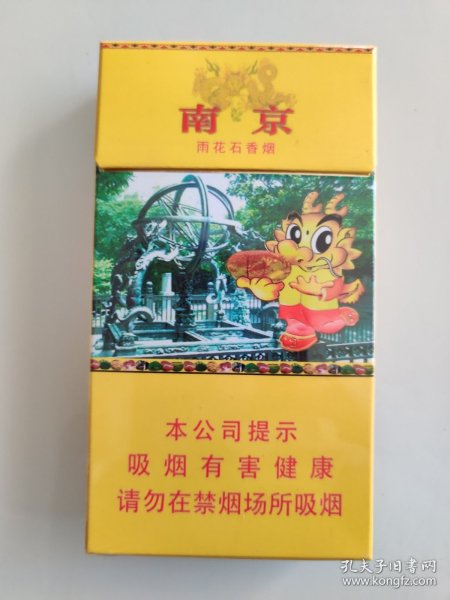 南京
雨花石香烟
本公司提示
吸烟有害健康
请勿在禁烟场所吸烟
孔夫子旧书网
www.kongfz.com